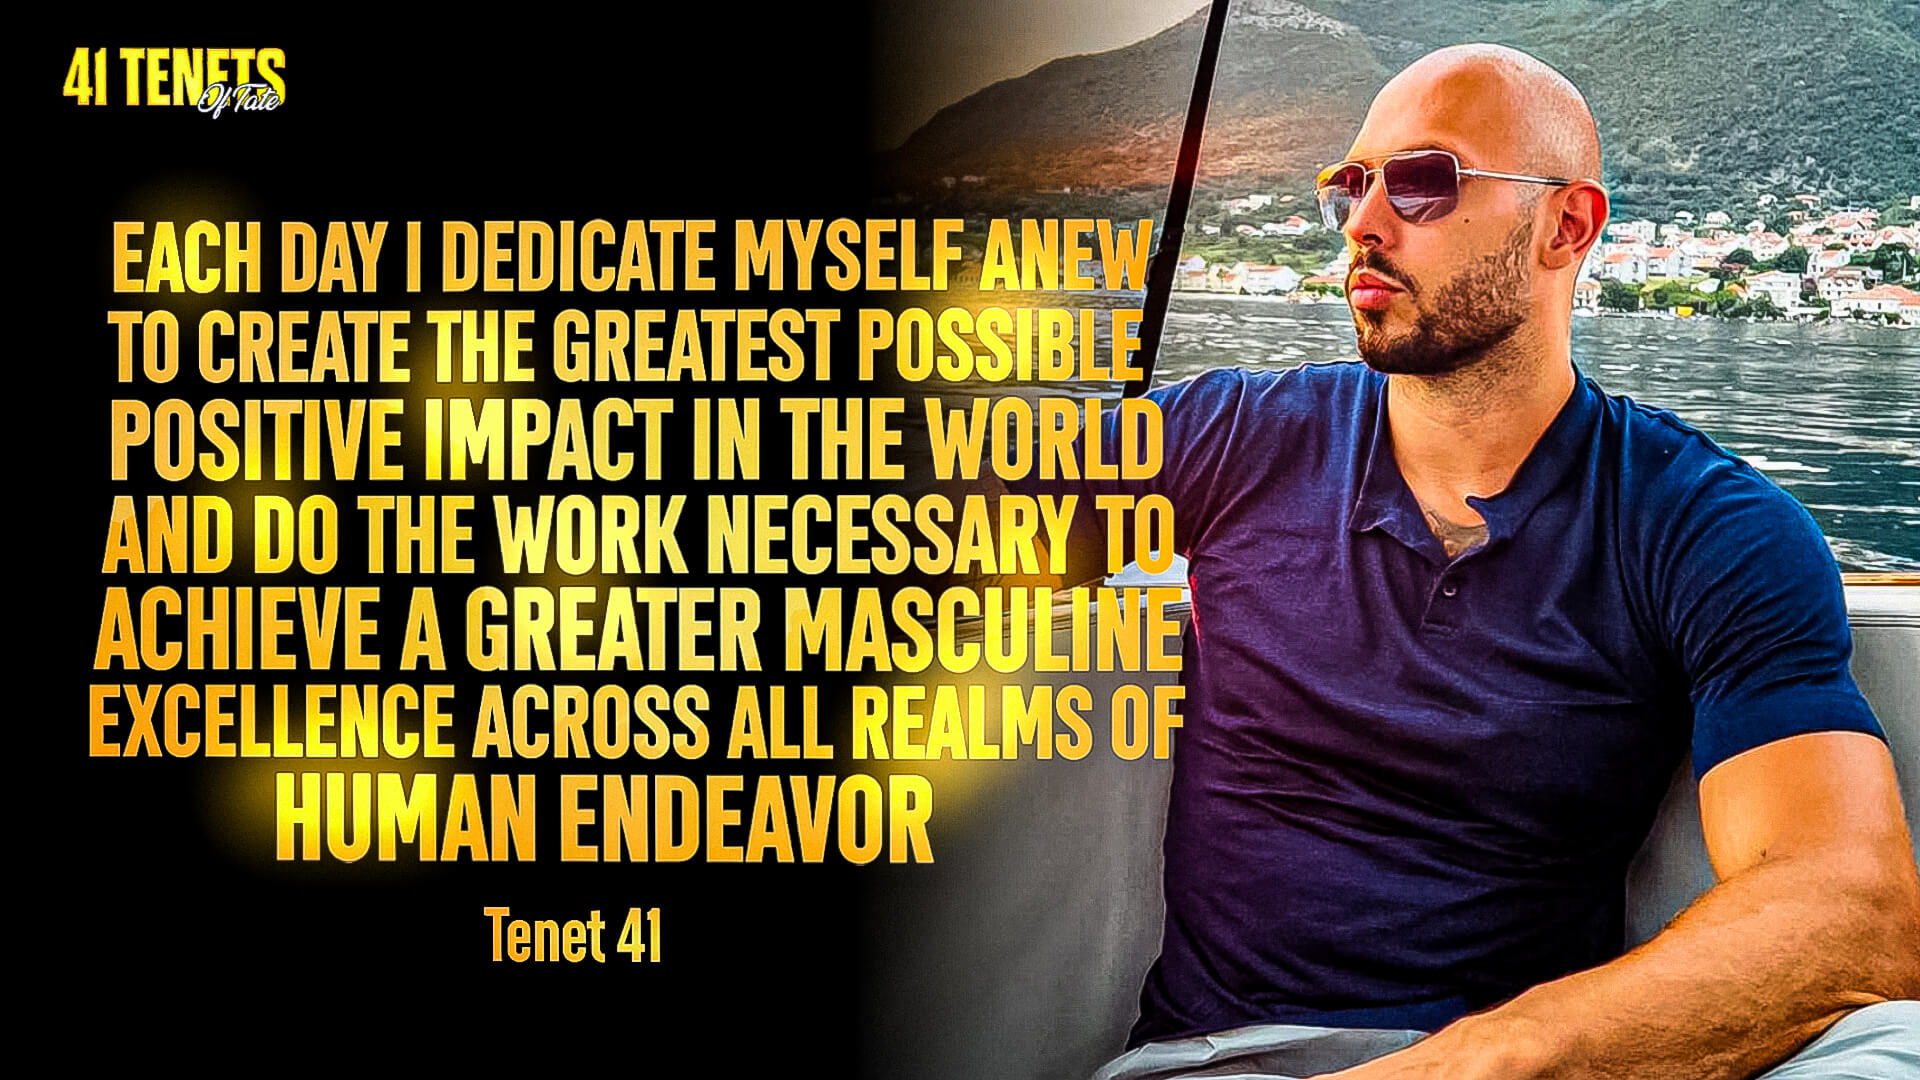 41 TENETS
Of Tate
EACH DAY I DEDICATE MYSELF ANEW
TO CREATE THE GREATEST POSSIBLE
POSITIVE IMPACT IN THE WORLD
AND DO THE WORK NECESSARY TO
ACHIEVE A GREATER MASCULINE
EXCELLENCE ACROSS ALL REALMS OF
HUMAN ENDEAVOR
Tenet 41